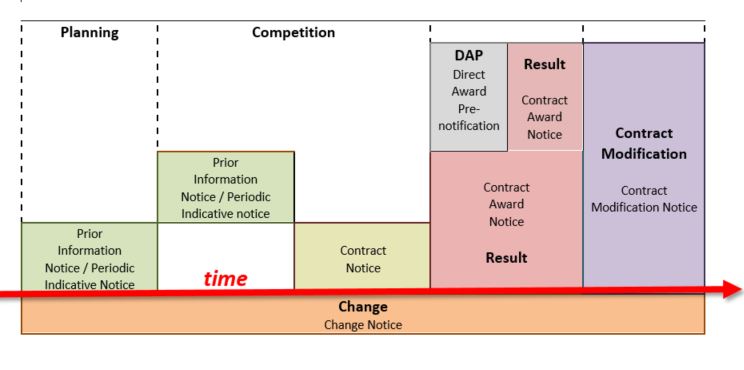 Planning
Competition
DAP
Direct
Award
Pre-
notification
Result
Contract
Award
Notice
Contract
Modification
Contract
Modification Notice
Prior
Information
Notice / Periodic
Indicative notice
Contract
Award
Notice
Result
Prior
Information
Notice / Periodic
Indicative Notice
time
Contract
Notice
Change
Change Notice